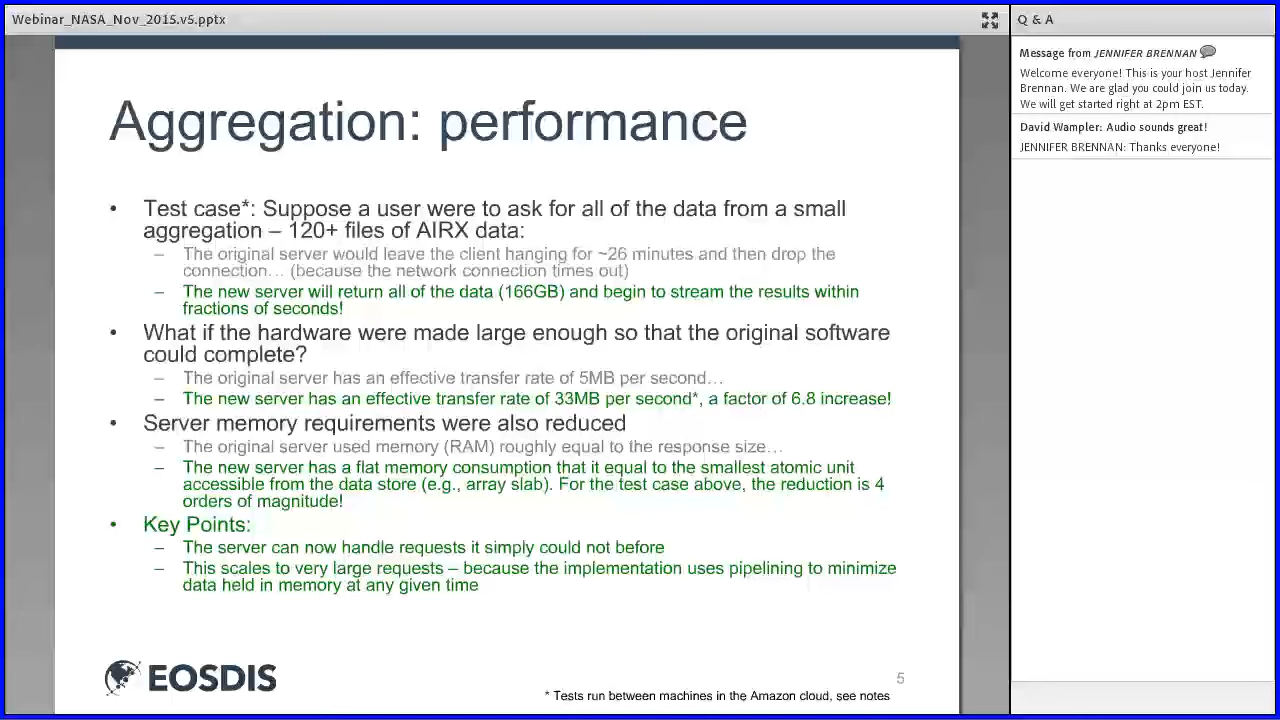 Webinar_NASA_Nov_2015.v5.pptx
Aggregation: performance
• Test case*: Suppose a user were to ask for all of the data from a small
aggregation – 120+ files of AIRX data:
– The original server would leave the client hanging for ~26 minutes and then drop the
connection… (because the network connection times out)
– The new server will return all of the data (166GB) and begin to stream the results within
fractions of seconds!
• What if the hardware were made large enough so that the original software
could complete?
– The original server has an effective transfer rate of 5MB per second…
– The new server has an effective transfer rate of 33MB per second*, a factor of 6.8 increase!
• Server memory requirements were also reduced
– The original server used memory (RAM) roughly equal to the response size…
– The new server has a flat memory consumption that it equal to the smallest atomic unit
accessible from the data store (e.g., array slab). For the test case above, the reduction is 4
orders of magnitude!
• Key Points:
– The server can now handle requests it simply could not before
– This scales to very large requests – because the implementation uses pipelining to minimize
data held in memory at any given time
EOSDIS
5
* Tests run between machines in the Amazon cloud, see notes
Q & A
Message from JENNIFER BRENNAN
Welcome everyone! This is your host Jennifer
Brennan. We are glad you could join us today.
We will get started right at 2pm EST.
David Wampler: Audio sounds great!
JENNIFER BRENNAN: Thanks everyone!